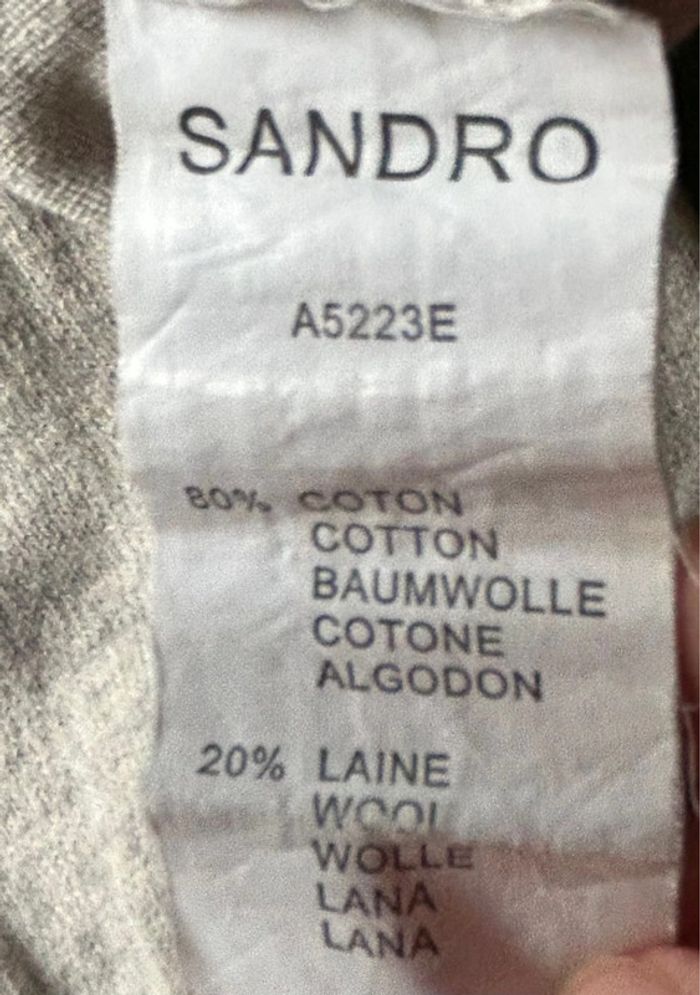 SANDRO
A5223E
80% COTON
COTTON
BAUMWOLLE
COTONE
ALGODON
20% LAINE
WOOL
WOLLE
LANA
LANA